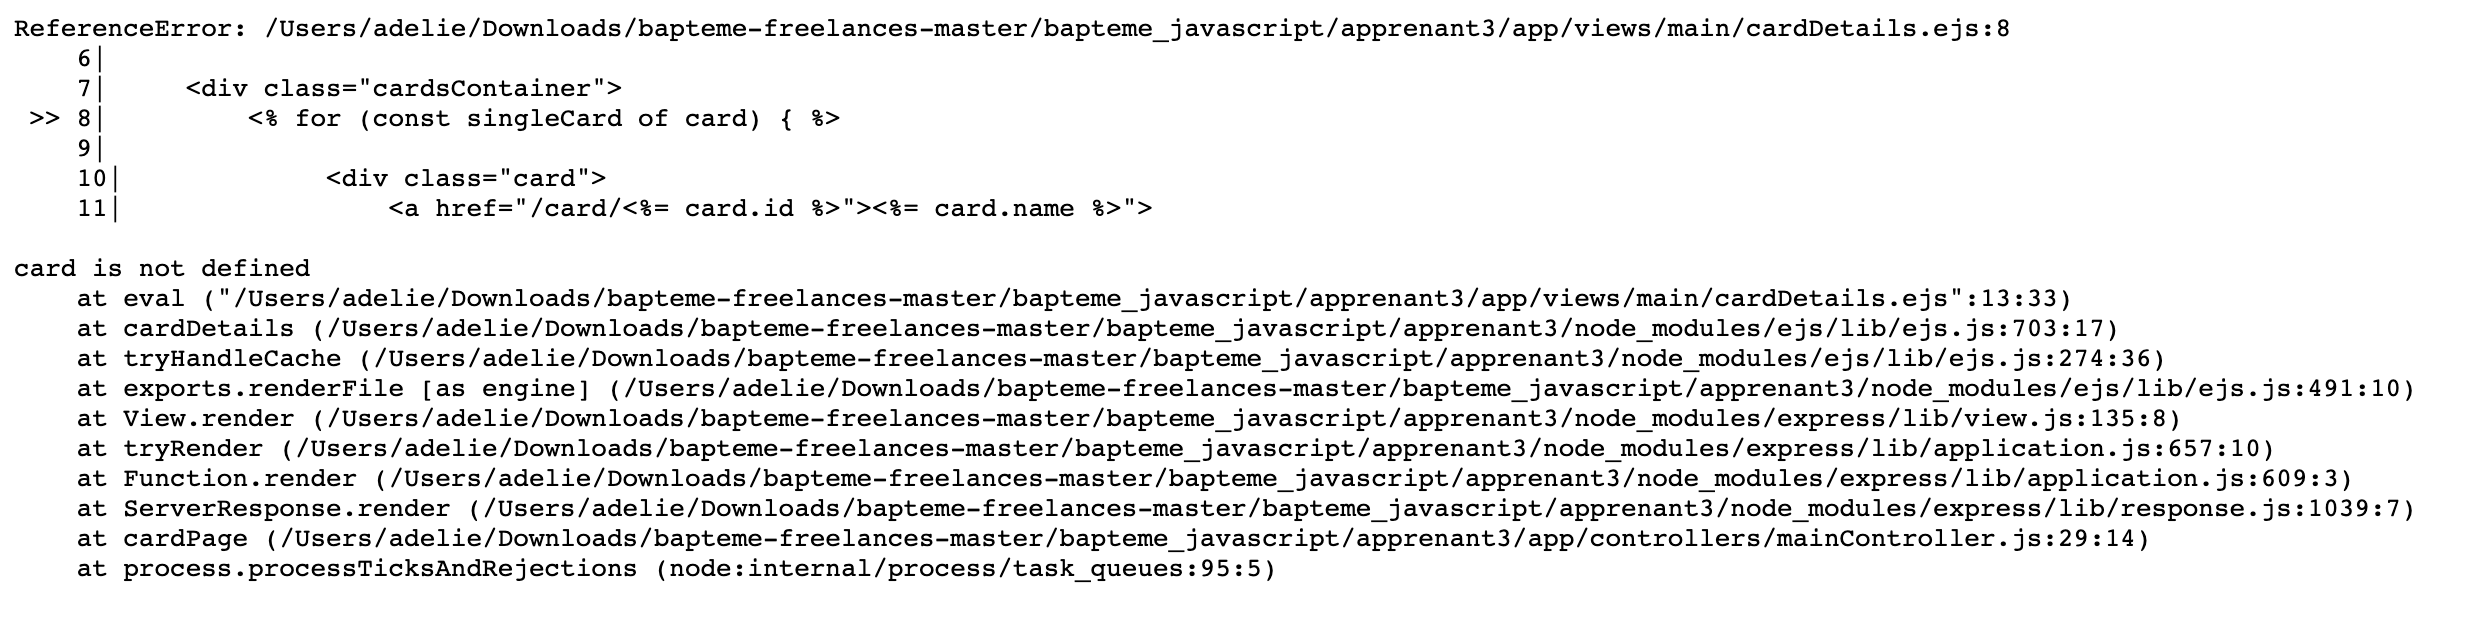 ReferenceError: /Users/adelie/Downloads/bapteme-freelances-master/bapteme_javascript/apprenant3/app/views/main/cardDetails.ejs:8
    6|
    7|     <div class="cardsContainer">
 >> 8|         <% for (const singleCard of card) { %>
    9|
    10|             <div class="card">
    11|                 <a href="/card/<%= card.id %>"><%= card.name %>">

card is not defined
    at eval ("/Users/adelie/Downloads/bapteme-freelances-master/bapteme_javascript/apprenant3/app/views/main/cardDetails.ejs":13:33)
    at cardDetails (/Users/adelie/Downloads/bapteme-freelances-master/bapteme_javascript/apprenant3/node_modules/ejs/lib/ejs.js:703:17)
    at tryHandleCache (/Users/adelie/Downloads/bapteme-freelances-master/bapteme_javascript/apprenant3/node_modules/ejs/lib/ejs.js:274:36)
    at exports.renderFile [as engine] (/Users/adelie/Downloads/bapteme-freelances-master/bapteme_javascript/apprenant3/node_modules/ejs/lib/ejs.js:491:10)
    at View.render (/Users/adelie/Downloads/bapteme-freelances-master/bapteme_javascript/apprenant3/node_modules/express/lib/view.js:135:8)
    at tryRender (/Users/adelie/Downloads/bapteme-freelances-master/bapteme_javascript/apprenant3/node_modules/express/lib/application.js:657:10)
    at Function.render (/Users/adelie/Downloads/bapteme-freelances-master/bapteme_javascript/apprenant3/node_modules/express/lib/application.js:609:3)
    at ServerResponse.render (/Users/adelie/Downloads/bapteme-freelances-master/bapteme_javascript/apprenant3/node_modules/express/lib/response.js:1039:7)
    at cardPage (/Users/adelie/Downloads/bapteme-freelances-master/bapteme_javascript/apprenant3/app/controllers/mainController.js:29:14)
    at process.processTicksAndRejections (node:internal/process/task_queues:95:5)